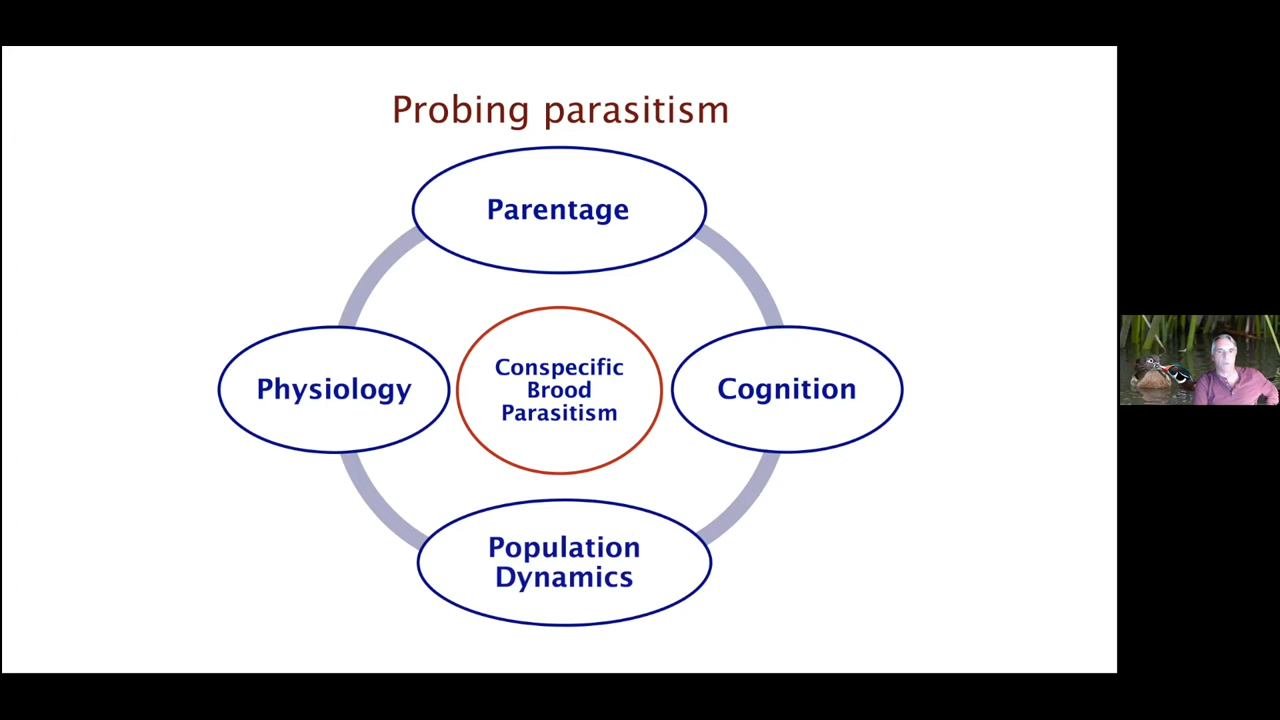 Probing parasitism
Parentage
Physiology
Conspecific
Brood
Parasitism
Cognition
Population
Dynamics